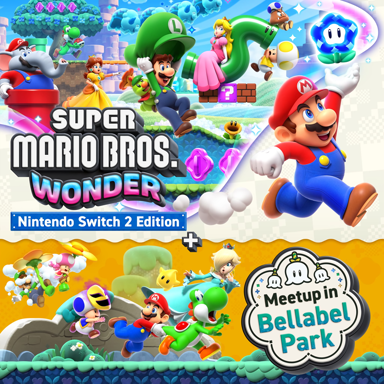 SUPER
MARIO BROS.
WONDER
Nintendo Switch 2 Edition
+
Meetup in
Bellabel
Park